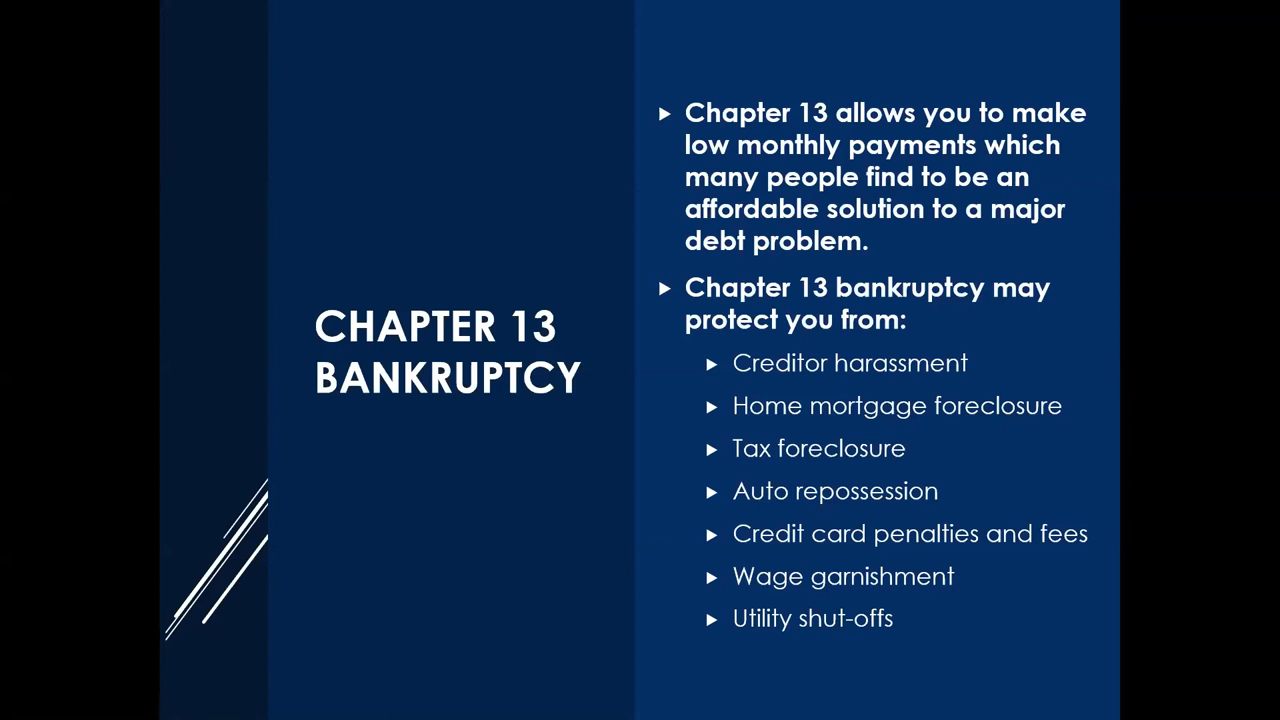 CHAPTER 13
BANKRUPTCY
Chapter 13 allows you to make
low monthly payments which
many people find to be an
affordable solution to a major
debt problem.
Chapter 13 bankruptcy may
protect you from:
Creditor harassment
Home mortgage foreclosure
Tax foreclosure
Auto repossession
Credit card penalties and fees
Wage garnishment
Utility shut-offs